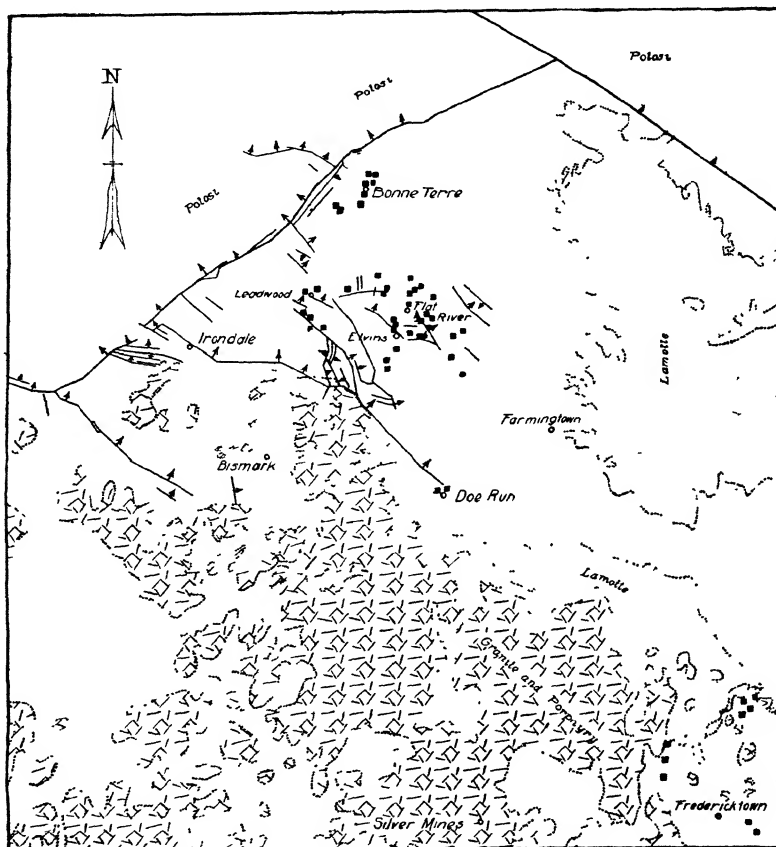 Potosi
N
Potosi
Potosi
Bonne Terre
Leadwood
Flat
River
Irondale
Elvins
Lamotte
Farmingtown
Bismark
Doe Run
Lamotte
Granite and Porphyry
Fredericktown
Silver Mines